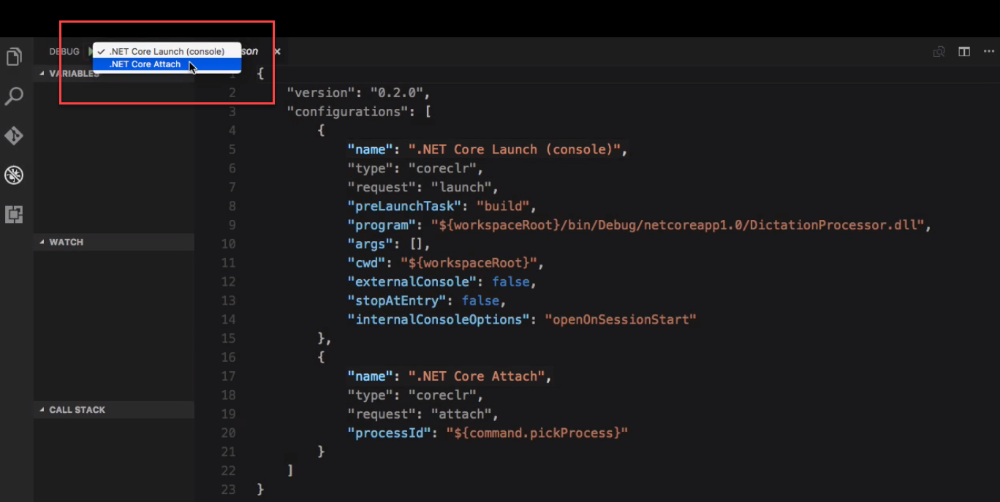 DEBUG
✓ .NET Core Launch (console)
son ×
.NET Core Attach
VARIABLES
1 {
2 "version": "0.2.0",
3 "configurations": [
4 {
5 "name": ".NET Core Launch (console)",
6 "type": "coreclr",
7 "request": "launch",
8 "preLaunchTask": "build",
9 "program": "${workspaceRoot}/bin/Debug/netcoreapp1.0/DictationProcessor.dll",
10 "args": [],
11 "cwd": "${workspaceRoot}",
12 "externalConsole": false,
13 "stopAtEntry": false,
14 "internalConsoleOptions": "openOnSessionStart"
15 },
16 {
17 "name": ".NET Core Attach",
18 "type": "coreclr",
19 "request": "attach",
20 "processId": "${command.pickProcess}"
21 }
22 ]
23 }
WATCH
CALL STACK